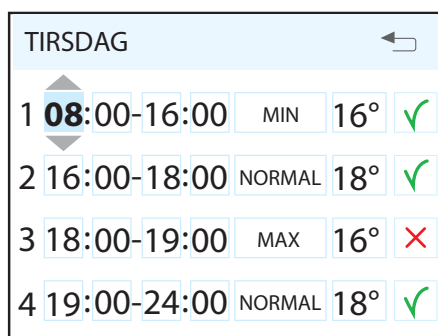 TIRSDAG
1 08:00-16:00 MIN 16°
2 16:00-18:00 NORMAL 18°
3 18:00-19:00 MAX 16°
4 19:00-24:00 NORMAL 18°